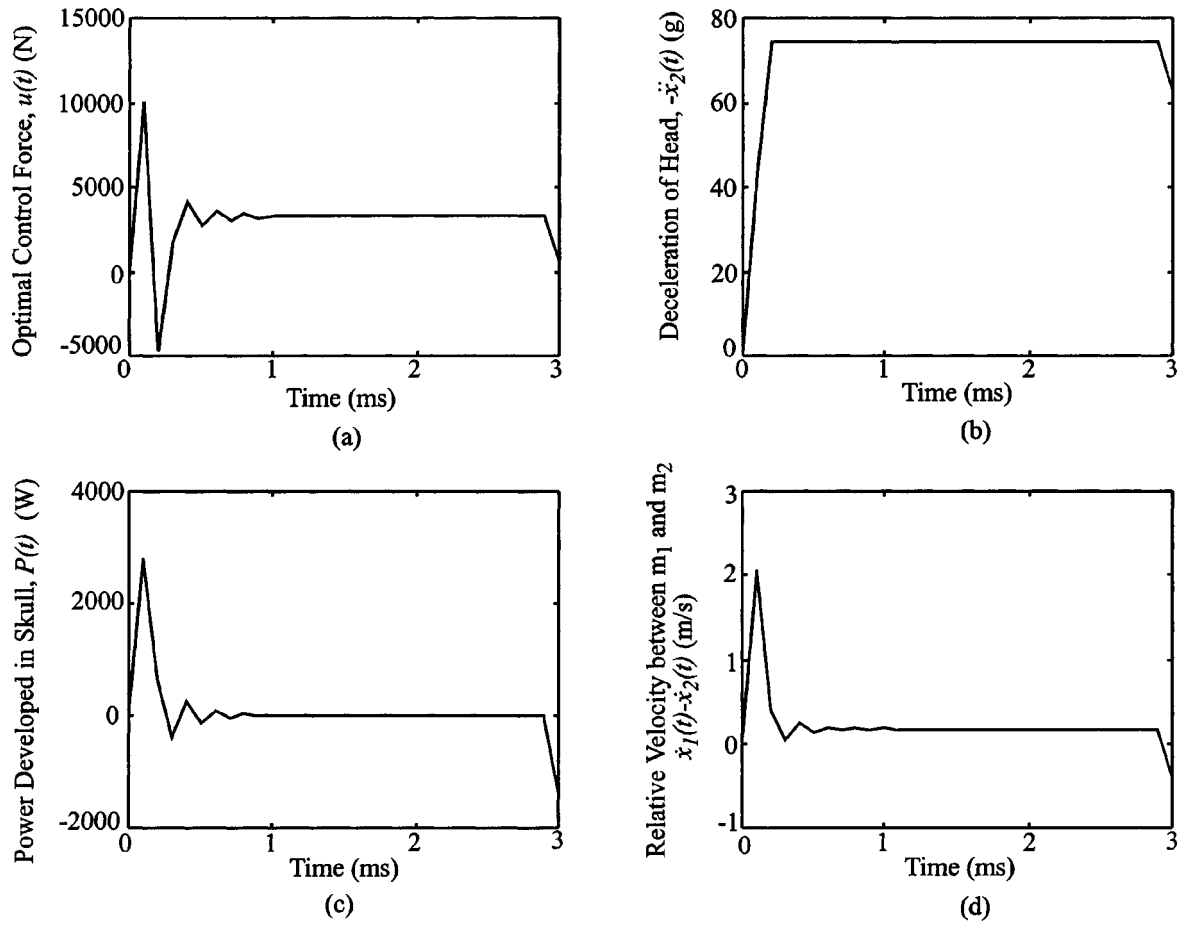 Optimal Control Force, u(t) (N)
15000
10000
5000
0
-5000
0 1 2 3
Time (ms)
(a)
Deceleration of Head, -ẍ₂(t) (g)
80
60
40
20
0
0 1 2 3
Time (ms)
(b)
Power Developed in Skull, P(t) (W)
4000
2000
0
-2000
0 1 2 3
Time (ms)
(c)
Relative Velocity between m₁ and m₂
ẋ₁(t)-ẋ₂(t) (m/s)
3
2
1
0
-1
0 1 2 3
Time (ms)
(d)